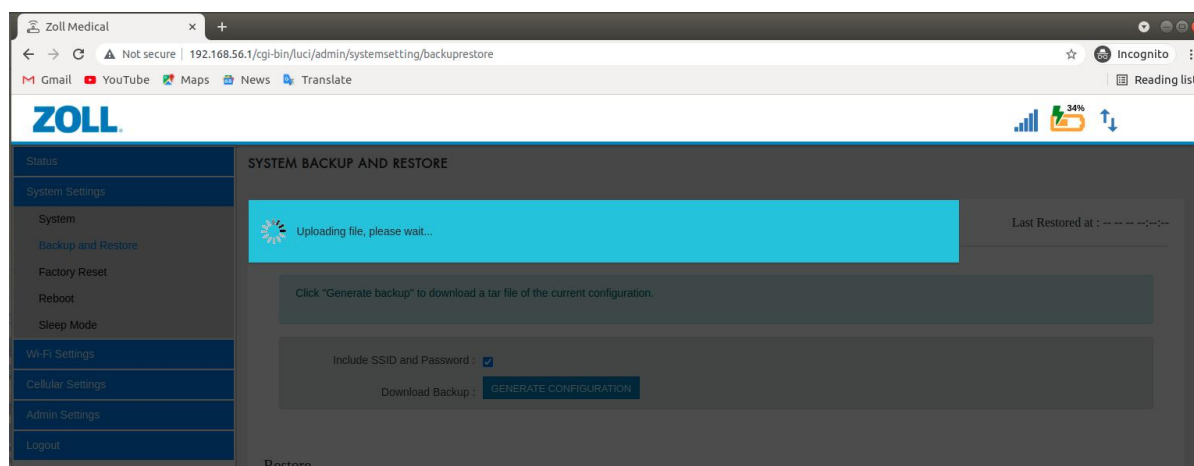 Zoll Medical
Not secure | 192.168.56.1/cgi-bin/luci/admin/systemsetting/backuprestore
Incognito
Gmail YouTube Maps News Translate
Reading list
ZOLL
34%
Status
SYSTEM BACKUP AND RESTORE
System Settings
System
Uploading file, please wait...
Last Restored at : -- -- -- --:--:--
Backup and Restore
Factory Reset
Reboot
Click "Generate backup" to download a tar file of the current configuration.
Sleep Mode
Wi-Fi Settings
Include SSID and Password :
Cellular Settings
Download Backup : GENERATE CONFIGURATION
Admin Settings
Logout
Restore